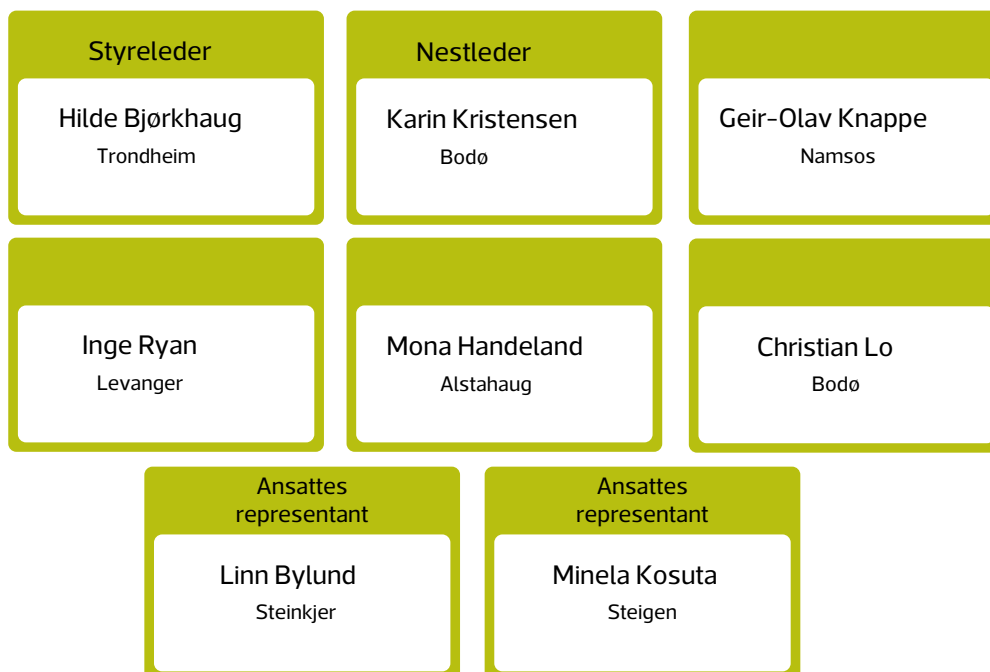 Styreleder
Hilde Bjørkhaug
Trondheim
Nestleder
Karin Kristensen
Bodø
Geir-Olav Knappe
Namsos
Inge Ryan
Levanger
Mona Handeland
Alstahaug
Christian Lo
Bodø
Ansattes
representant
Linn Bylund
Steinkjer
Ansattes
representant
Minela Kosuta
Steigen